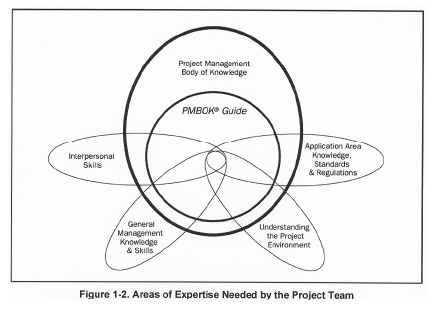 Project Management
Body of Knowledge
PMBOK® Guide
Interpersonal
Skills
Application Area
Knowledge,
Standards
& Regulations
General
Management
Knowledge
& Skills
Understanding
the Project
Environment
Figure 1-2. Areas of Expertise Needed by the Project Team